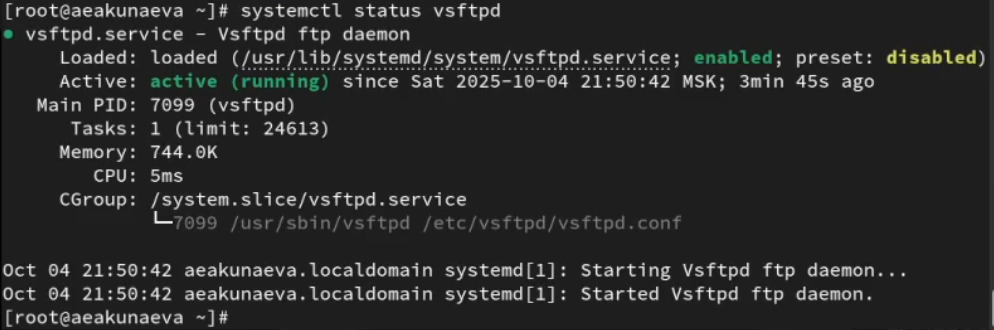 [root@aeakunaeva ~]# systemctl status vsftpd
● vsftpd.service - Vsftpd ftp daemon
     Loaded: loaded (/usr/lib/systemd/system/vsftpd.service; enabled; preset: disabled)
     Active: active (running) since Sat 2025-10-04 21:50:42 MSK; 3min 45s ago
   Main PID: 7099 (vsftpd)
      Tasks: 1 (limit: 24613)
     Memory: 744.0K
        CPU: 5ms
     CGroup: /system.slice/vsftpd.service
             └─7099 /usr/sbin/vsftpd /etc/vsftpd/vsftpd.conf

Oct 04 21:50:42 aeakunaeva.localdomain systemd[1]: Starting Vsftpd ftp daemon...
Oct 04 21:50:42 aeakunaeva.localdomain systemd[1]: Started Vsftpd ftp daemon.
[root@aeakunaeva ~]#